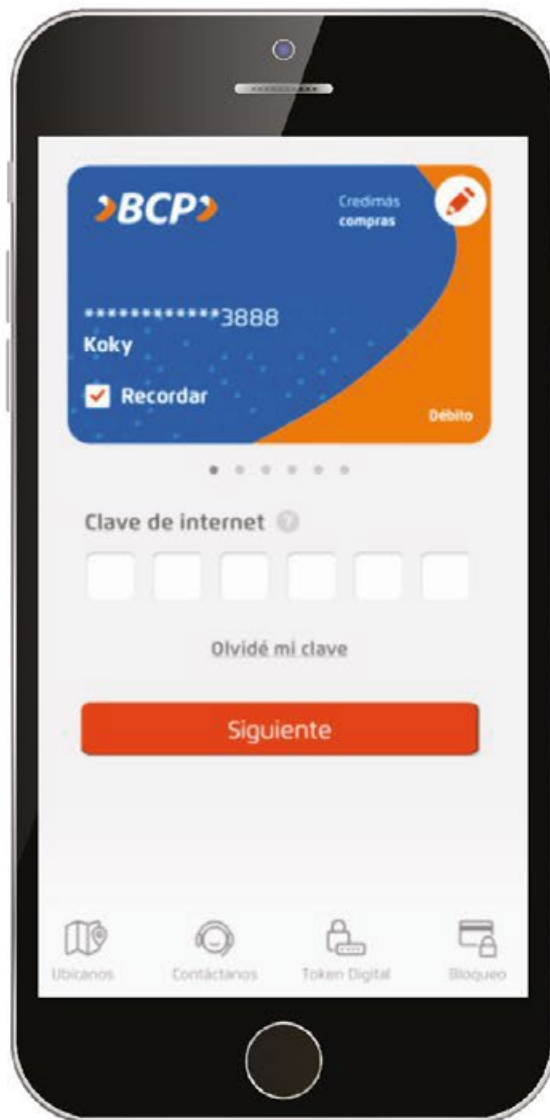 BCP
Credimás
compras
************3888
Koky
Recordar
Débito
Clave de internet ?
Olvidé mi clave
Siguiente
Ubícanos
Contáctanos
Token Digital
Bloqueo